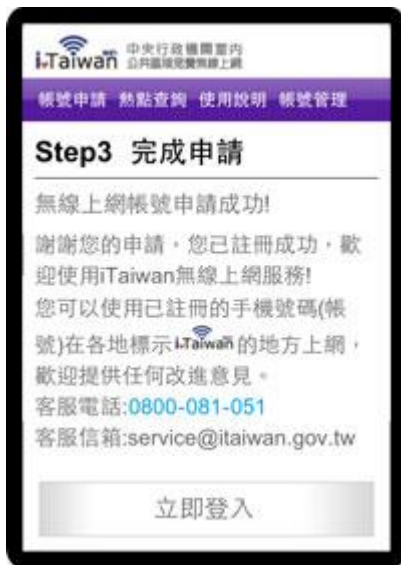 iTaiwan 中央行政機關室內
公共區域免費無線上網
帳號申請 熱點查詢 使用說明 帳號管理
Step3 完成申請
無線上網帳號申請成功!
謝謝您的申請，您已註冊成功，歡
迎使用iTaiwan無線上網服務!
您可以使用已註冊的手機號碼(帳
號)在各地標示iTaiwan的地方上網，
歡迎提供任何改進意見。
客服電話:0800-081-051
客服信箱:service@itaiwan.gov.tw
立即登入